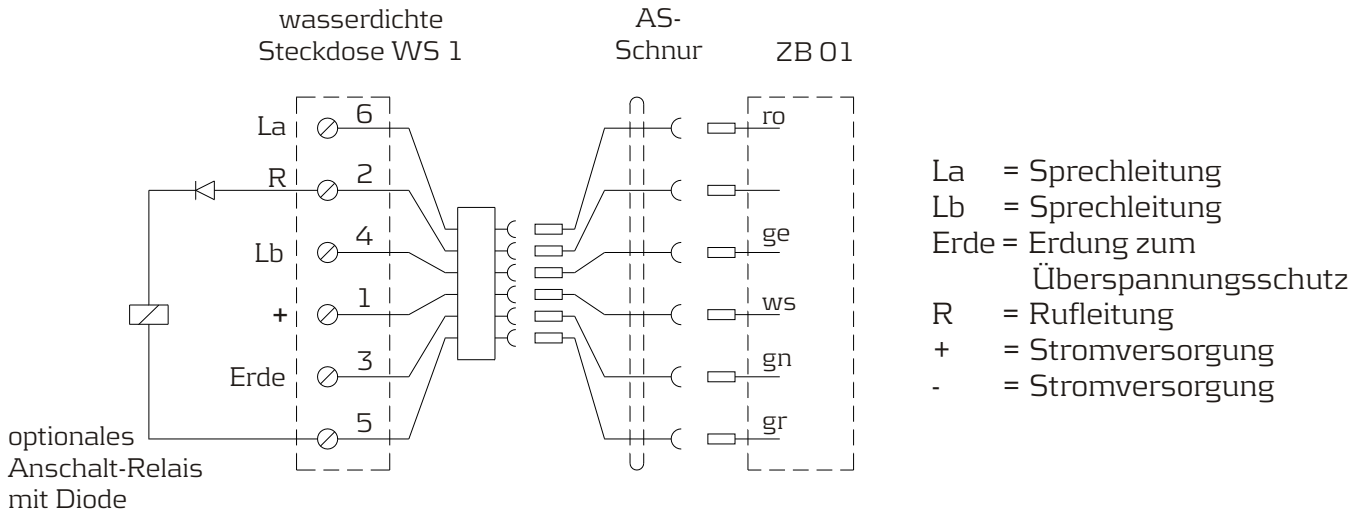 wasserdichte
Steckdose WS 1
AS-
Schnur
ZB 01
La
6
ro
R
2
Lb
4
ge
+
1
ws
Erde
3
gn
5
gr
optionales
Anschalt-Relais
mit Diode
La = Sprechleitung
Lb = Sprechleitung
Erde = Erdung zum
Überspannungsschutz
R = Rufleitung
+ = Stromversorgung
- = Stromversorgung